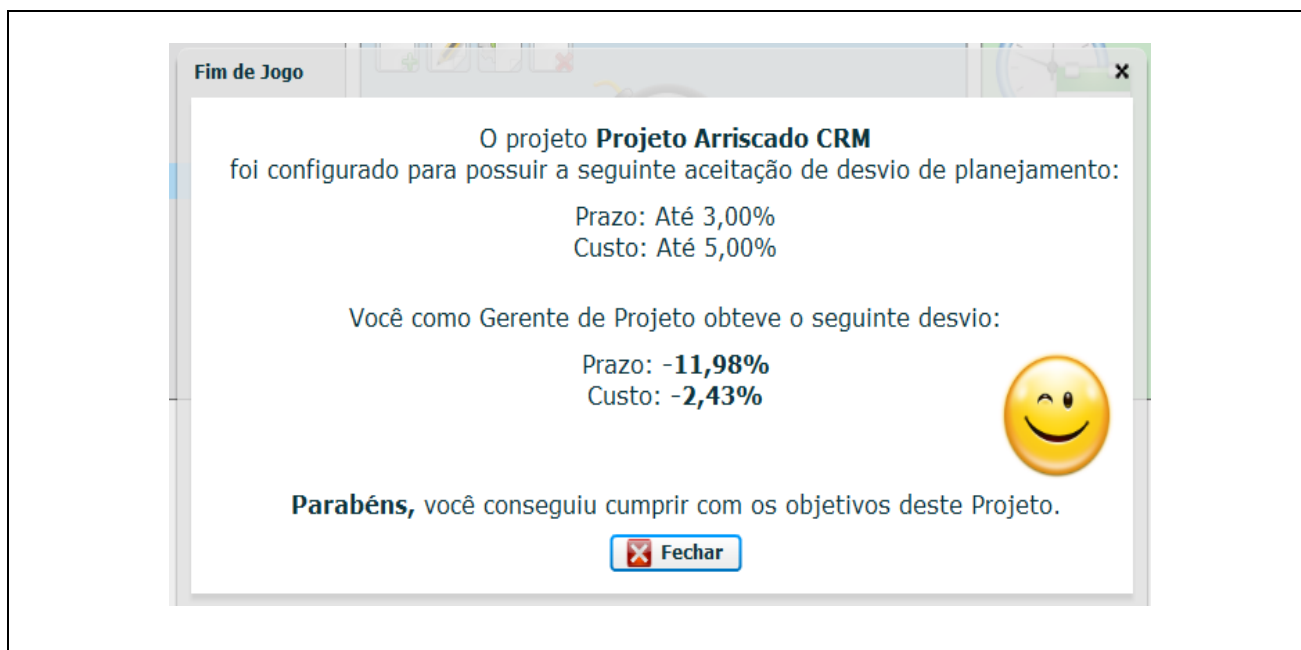 Fim de Jogo
O projeto Projeto Arriscado CRM
foi configurado para possuir a seguinte aceitação de desvio de planejamento:
Prazo: Até 3,00%
Custo: Até 5,00%
Você como Gerente de Projeto obteve o seguinte desvio:
Prazo: -11,98%
Custo: -2,43%
Parabéns, você conseguiu cumprir com os objetivos deste Projeto.
Fechar